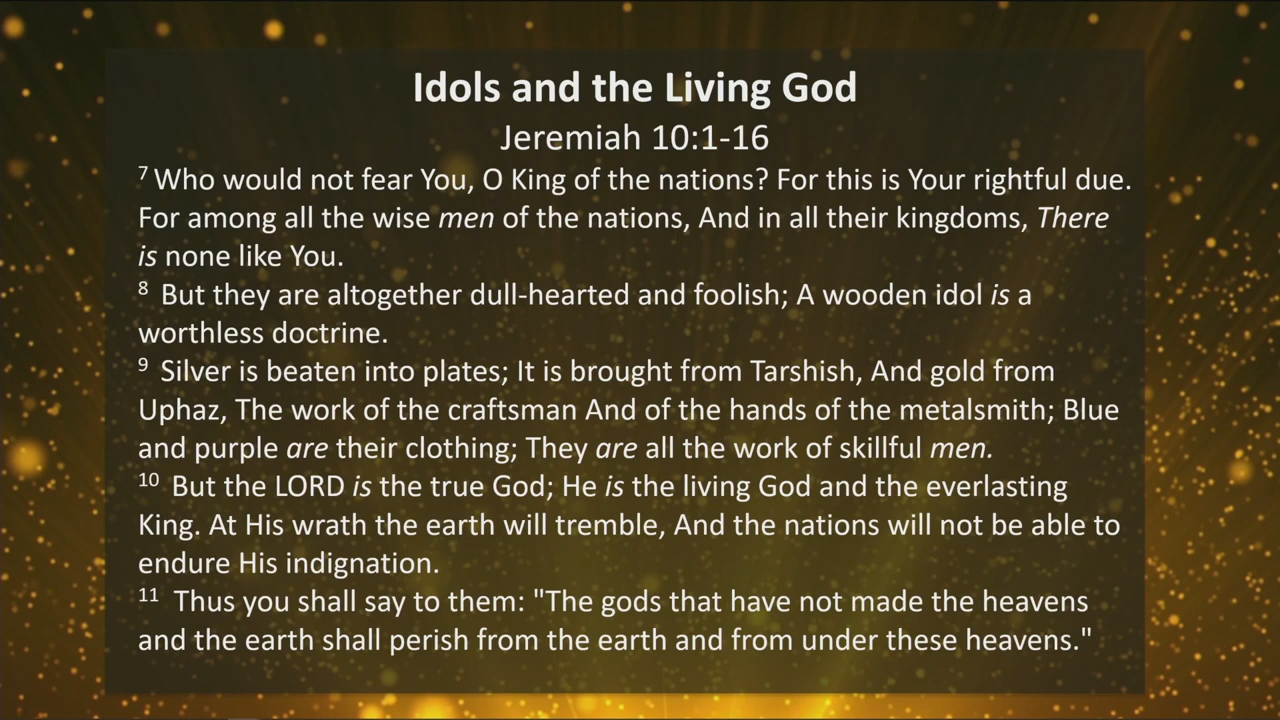 Idols and the Living God
Jeremiah 10:1-16
7 Who would not fear You, O King of the nations? For this is Your rightful due.
For among all the wise men of the nations, And in all their kingdoms, There
is none like You.
8 But they are altogether dull-hearted and foolish; A wooden idol is a
worthless doctrine.
9 Silver is beaten into plates; It is brought from Tarshish, And gold from
Uphaz, The work of the craftsman And of the hands of the metalsmith; Blue
and purple are their clothing; They are all the work of skillful men.
10 But the LORD is the true God; He is the living God and the everlasting
King. At His wrath the earth will tremble, And the nations will not be able to
endure His indignation.
11 Thus you shall say to them: "The gods that have not made the heavens
and the earth shall perish from the earth and from under these heavens."